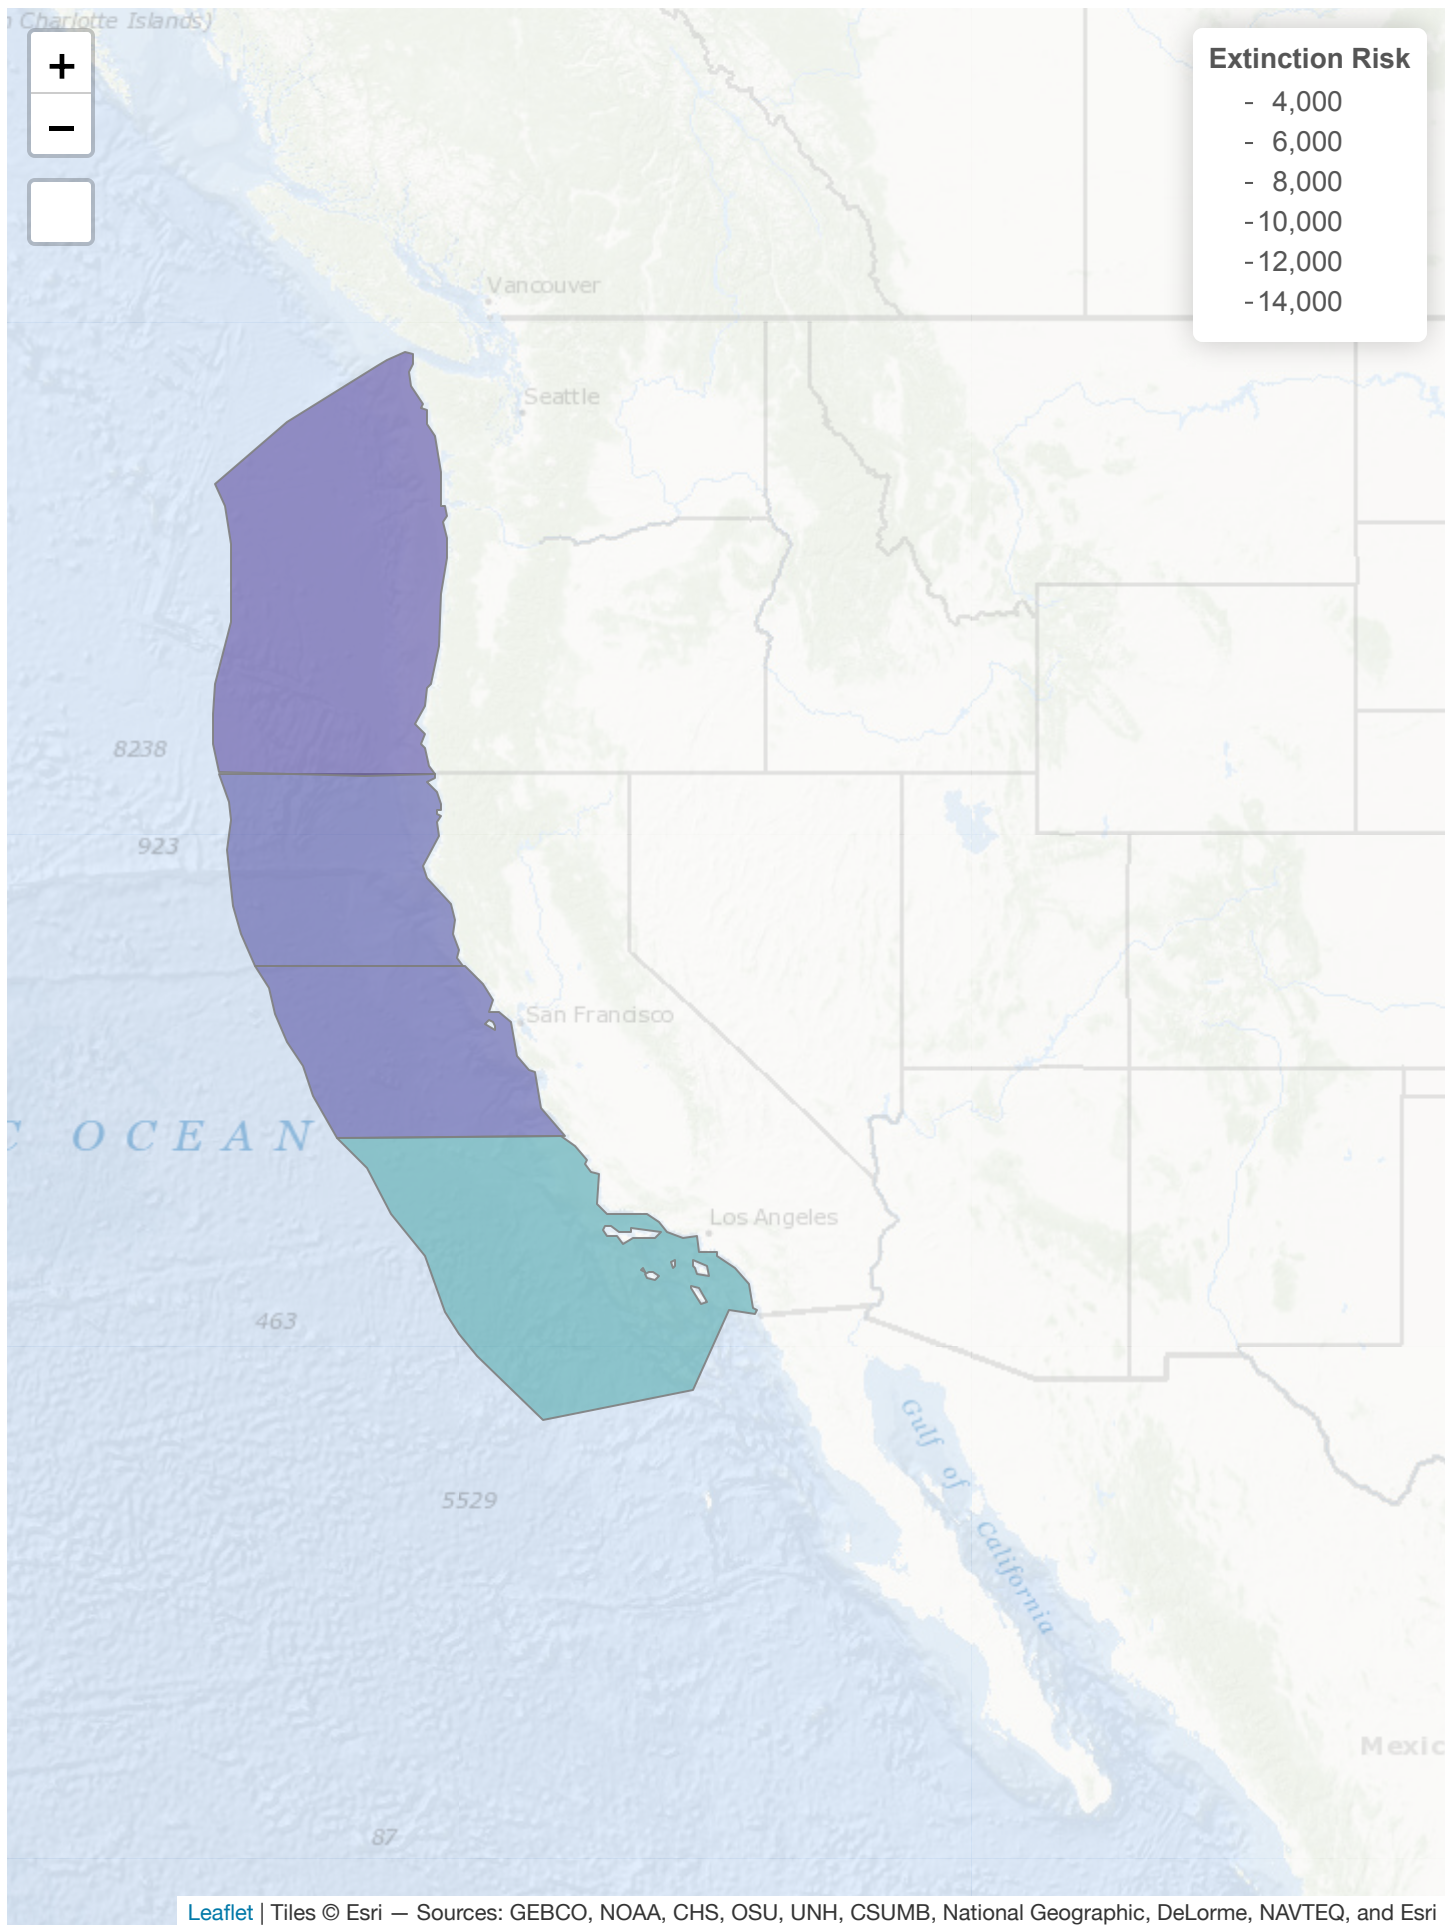 Charlotte Islands)
+
−
Extinction Risk
- 4,000
- 6,000
- 8,000
-10,000
-12,000
-14,000
Vancouver
Seattle
8238
923
San Francisco
C OCEAN
Los Angeles
463
Gulf of California
5529
Mexic
87
Leaflet | Tiles © Esri — Sources: GEBCO, NOAA, CHS, OSU, UNH, CSUMB, National Geographic, DeLorme, NAVTEQ, and Esri